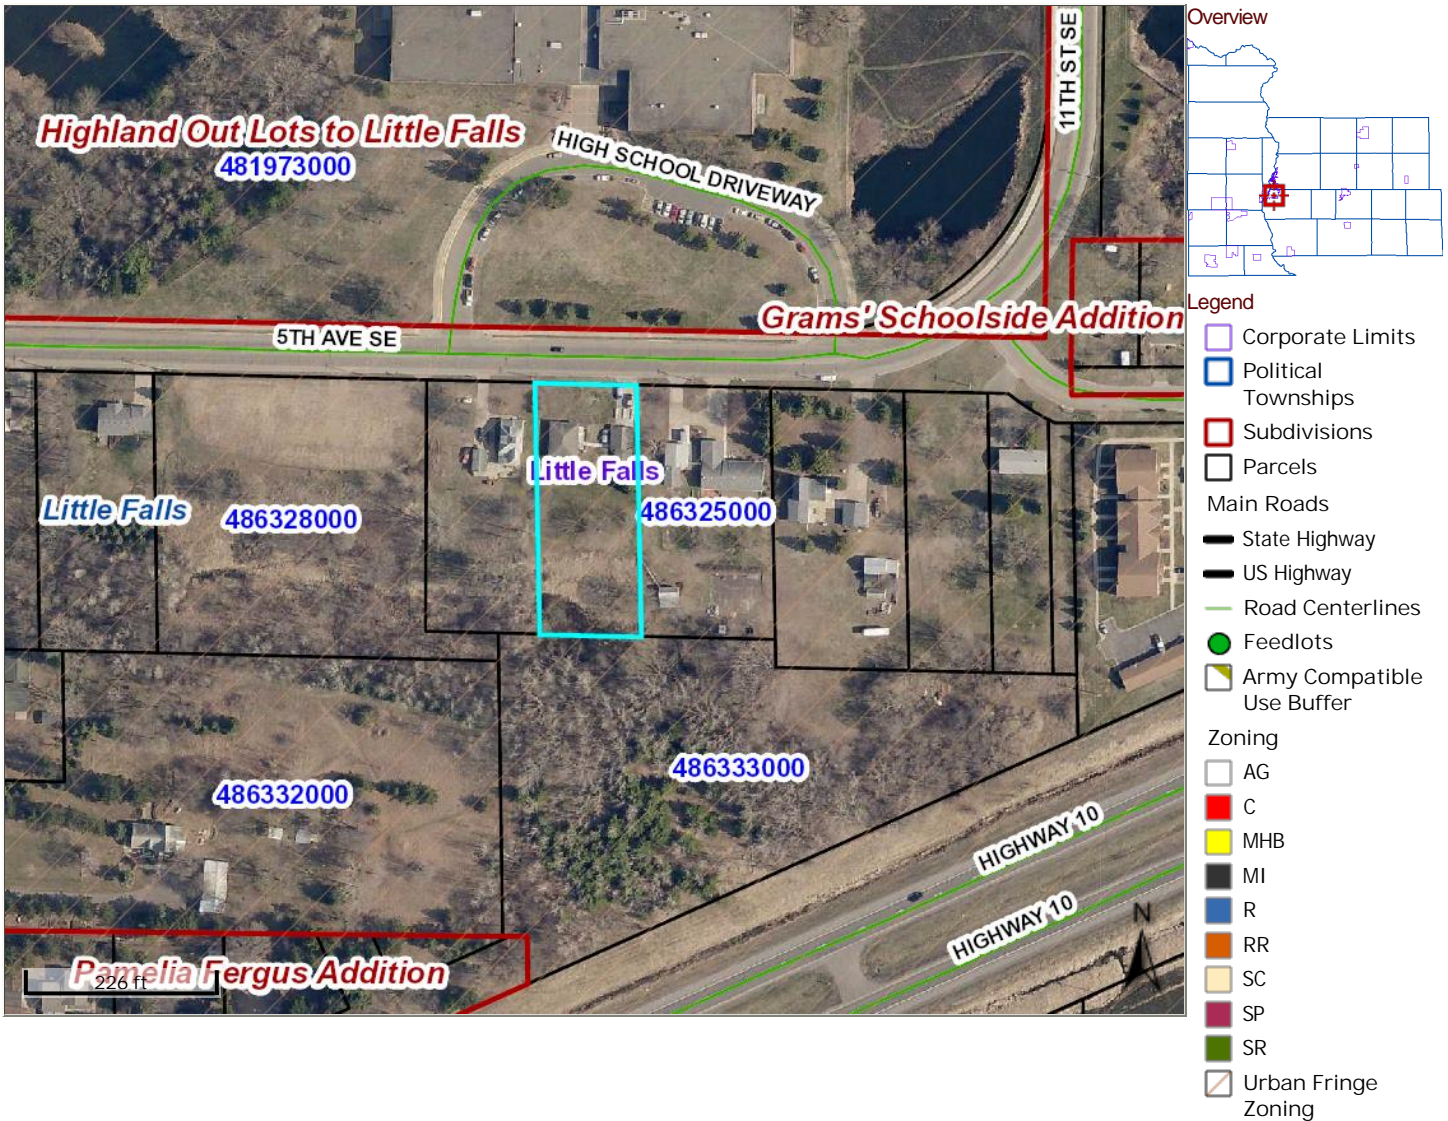 11TH ST SE
Highland Out Lots to Little Falls
481973000
HIGH SCHOOL DRIVEWAY
Grams' Schoolside Addition
5TH AVE SE
Little Falls
Little Falls
486328000
486325000
486333000
486332000
HIGHWAY 10
HIGHWAY 10
N
Pamelia Fergus Addition
226 ft
Overview
Legend
Corporate Limits
Political
Townships
Subdivisions
Parcels
Main Roads
State Highway
US Highway
Road Centerlines
Feedlots
Army Compatible
Use Buffer
Zoning
AG
C
MHB
MI
R
RR
SC
SP
SR
Urban Fringe
Zoning